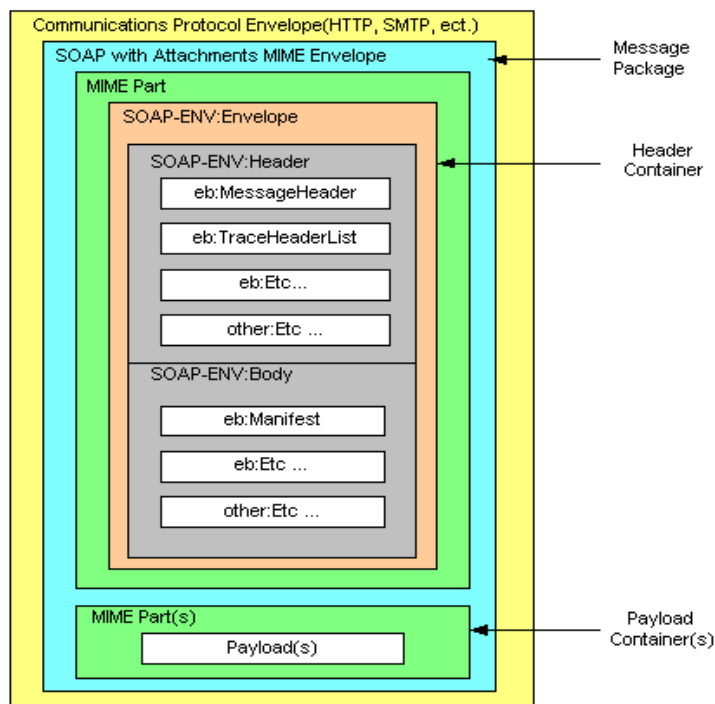 Communications Protocol Envelope(HTTP, SMTP, ect.)
SOAP with Attachments MIME Envelope
Message
Package
MIME Part
SOAP-ENV:Envelope
SOAP-ENV:Header
Header
Container
eb:MessageHeader
eb:TraceHeaderList
eb:Etc...
other:Etc ...
SOAP-ENV:Body
eb:Manifest
eb:Etc ...
other:Etc ...
MIME Part(s)
Payload(s)
Payload
Container(s)